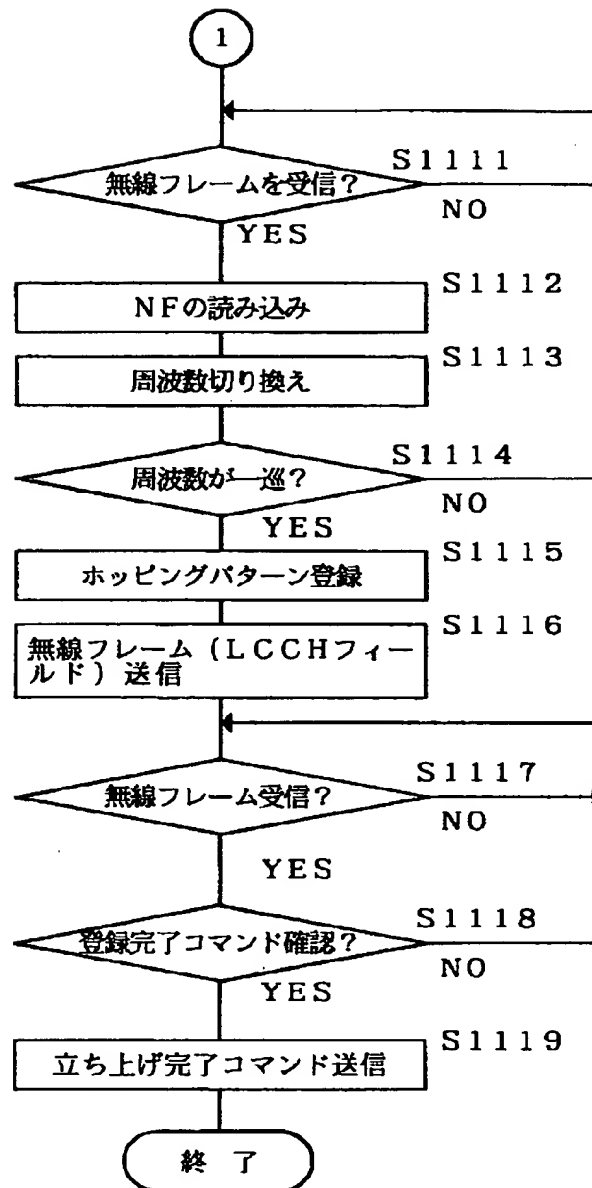 1
S1111
無線フレームを受信?
NO
YES
S1112
NFの読み込み
S1113
周波数切り換え
S1114
周波数が一巡?
NO
YES
S1115
ホッピングパターン登録
S1116
無線フレーム(LCCHフィー
ルド)送信
S1117
無線フレーム受信?
NO
YES
S1118
登録完了コマンド確認?
NO
YES
S1119
立ち上げ完了コマンド送信
終 了